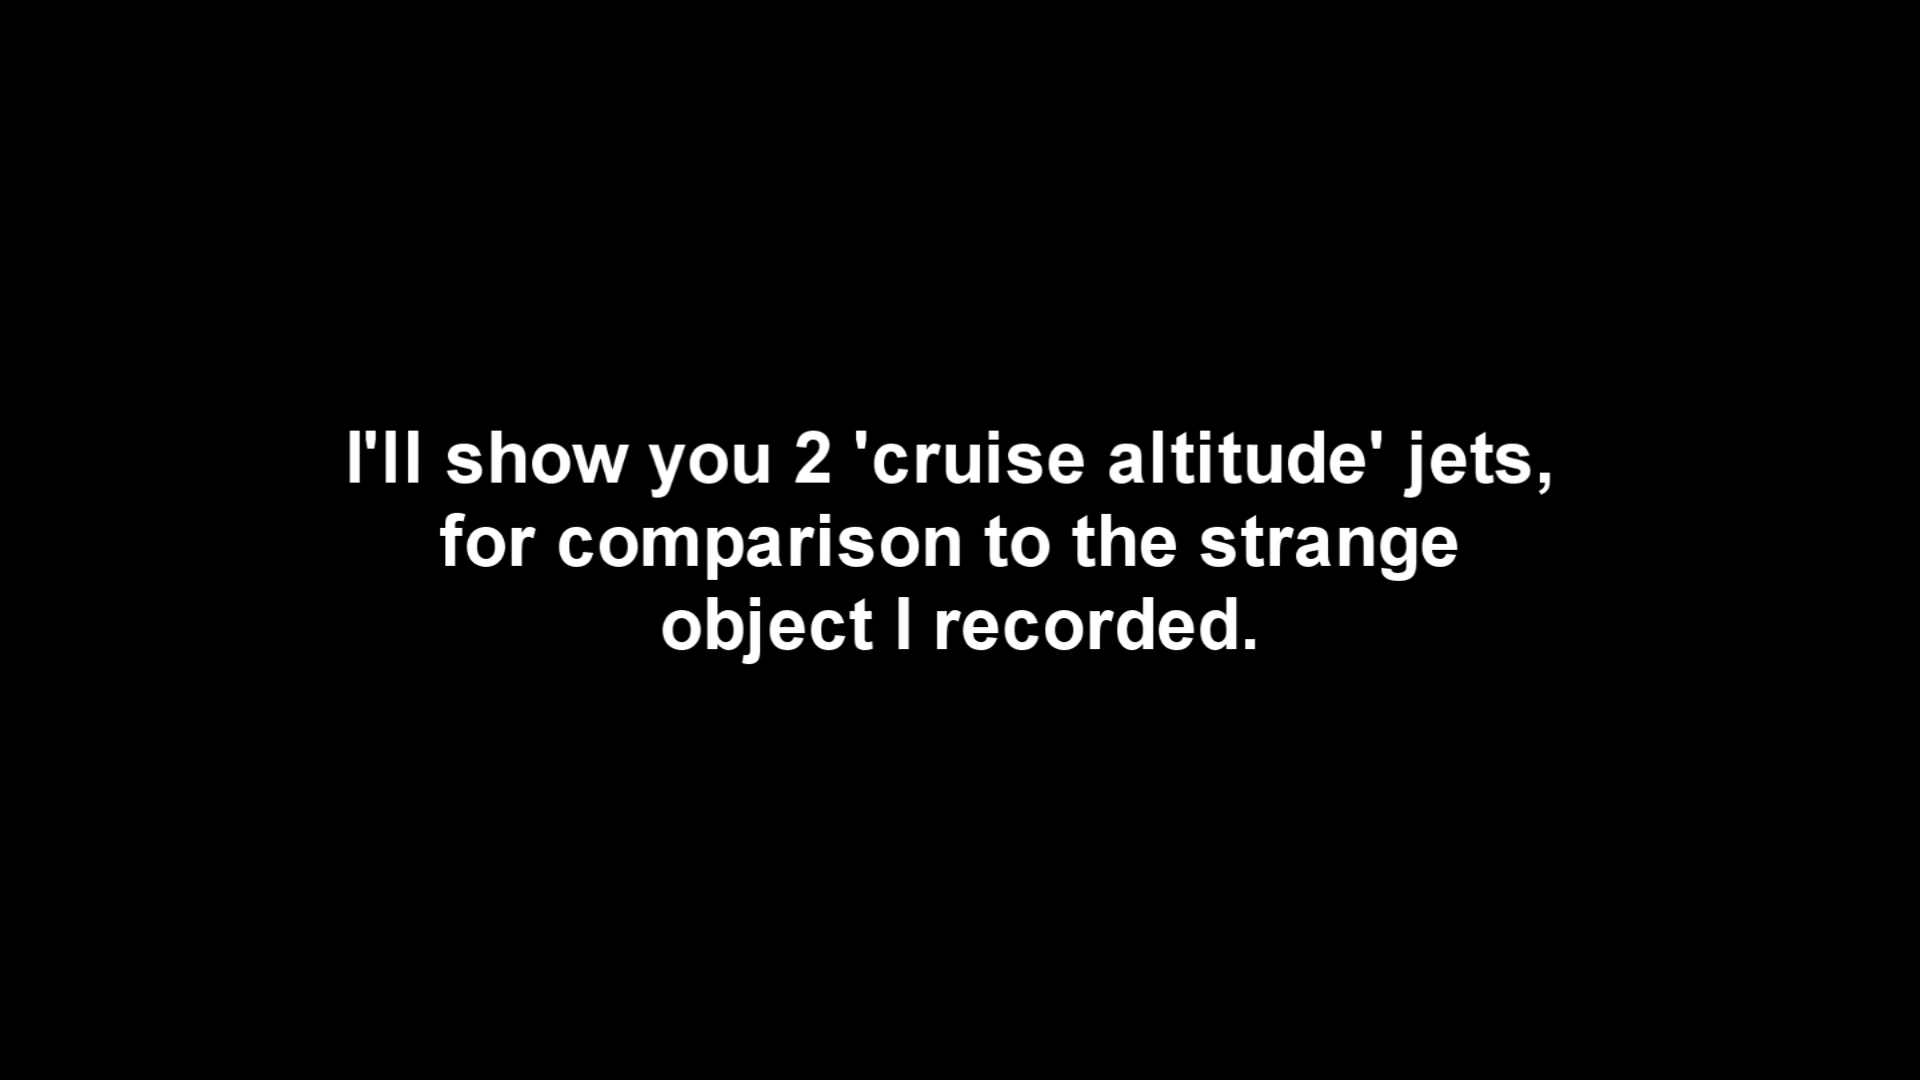 I'll show you 2 'cruise altitude' jets,
for comparison to the strange
object I recorded.